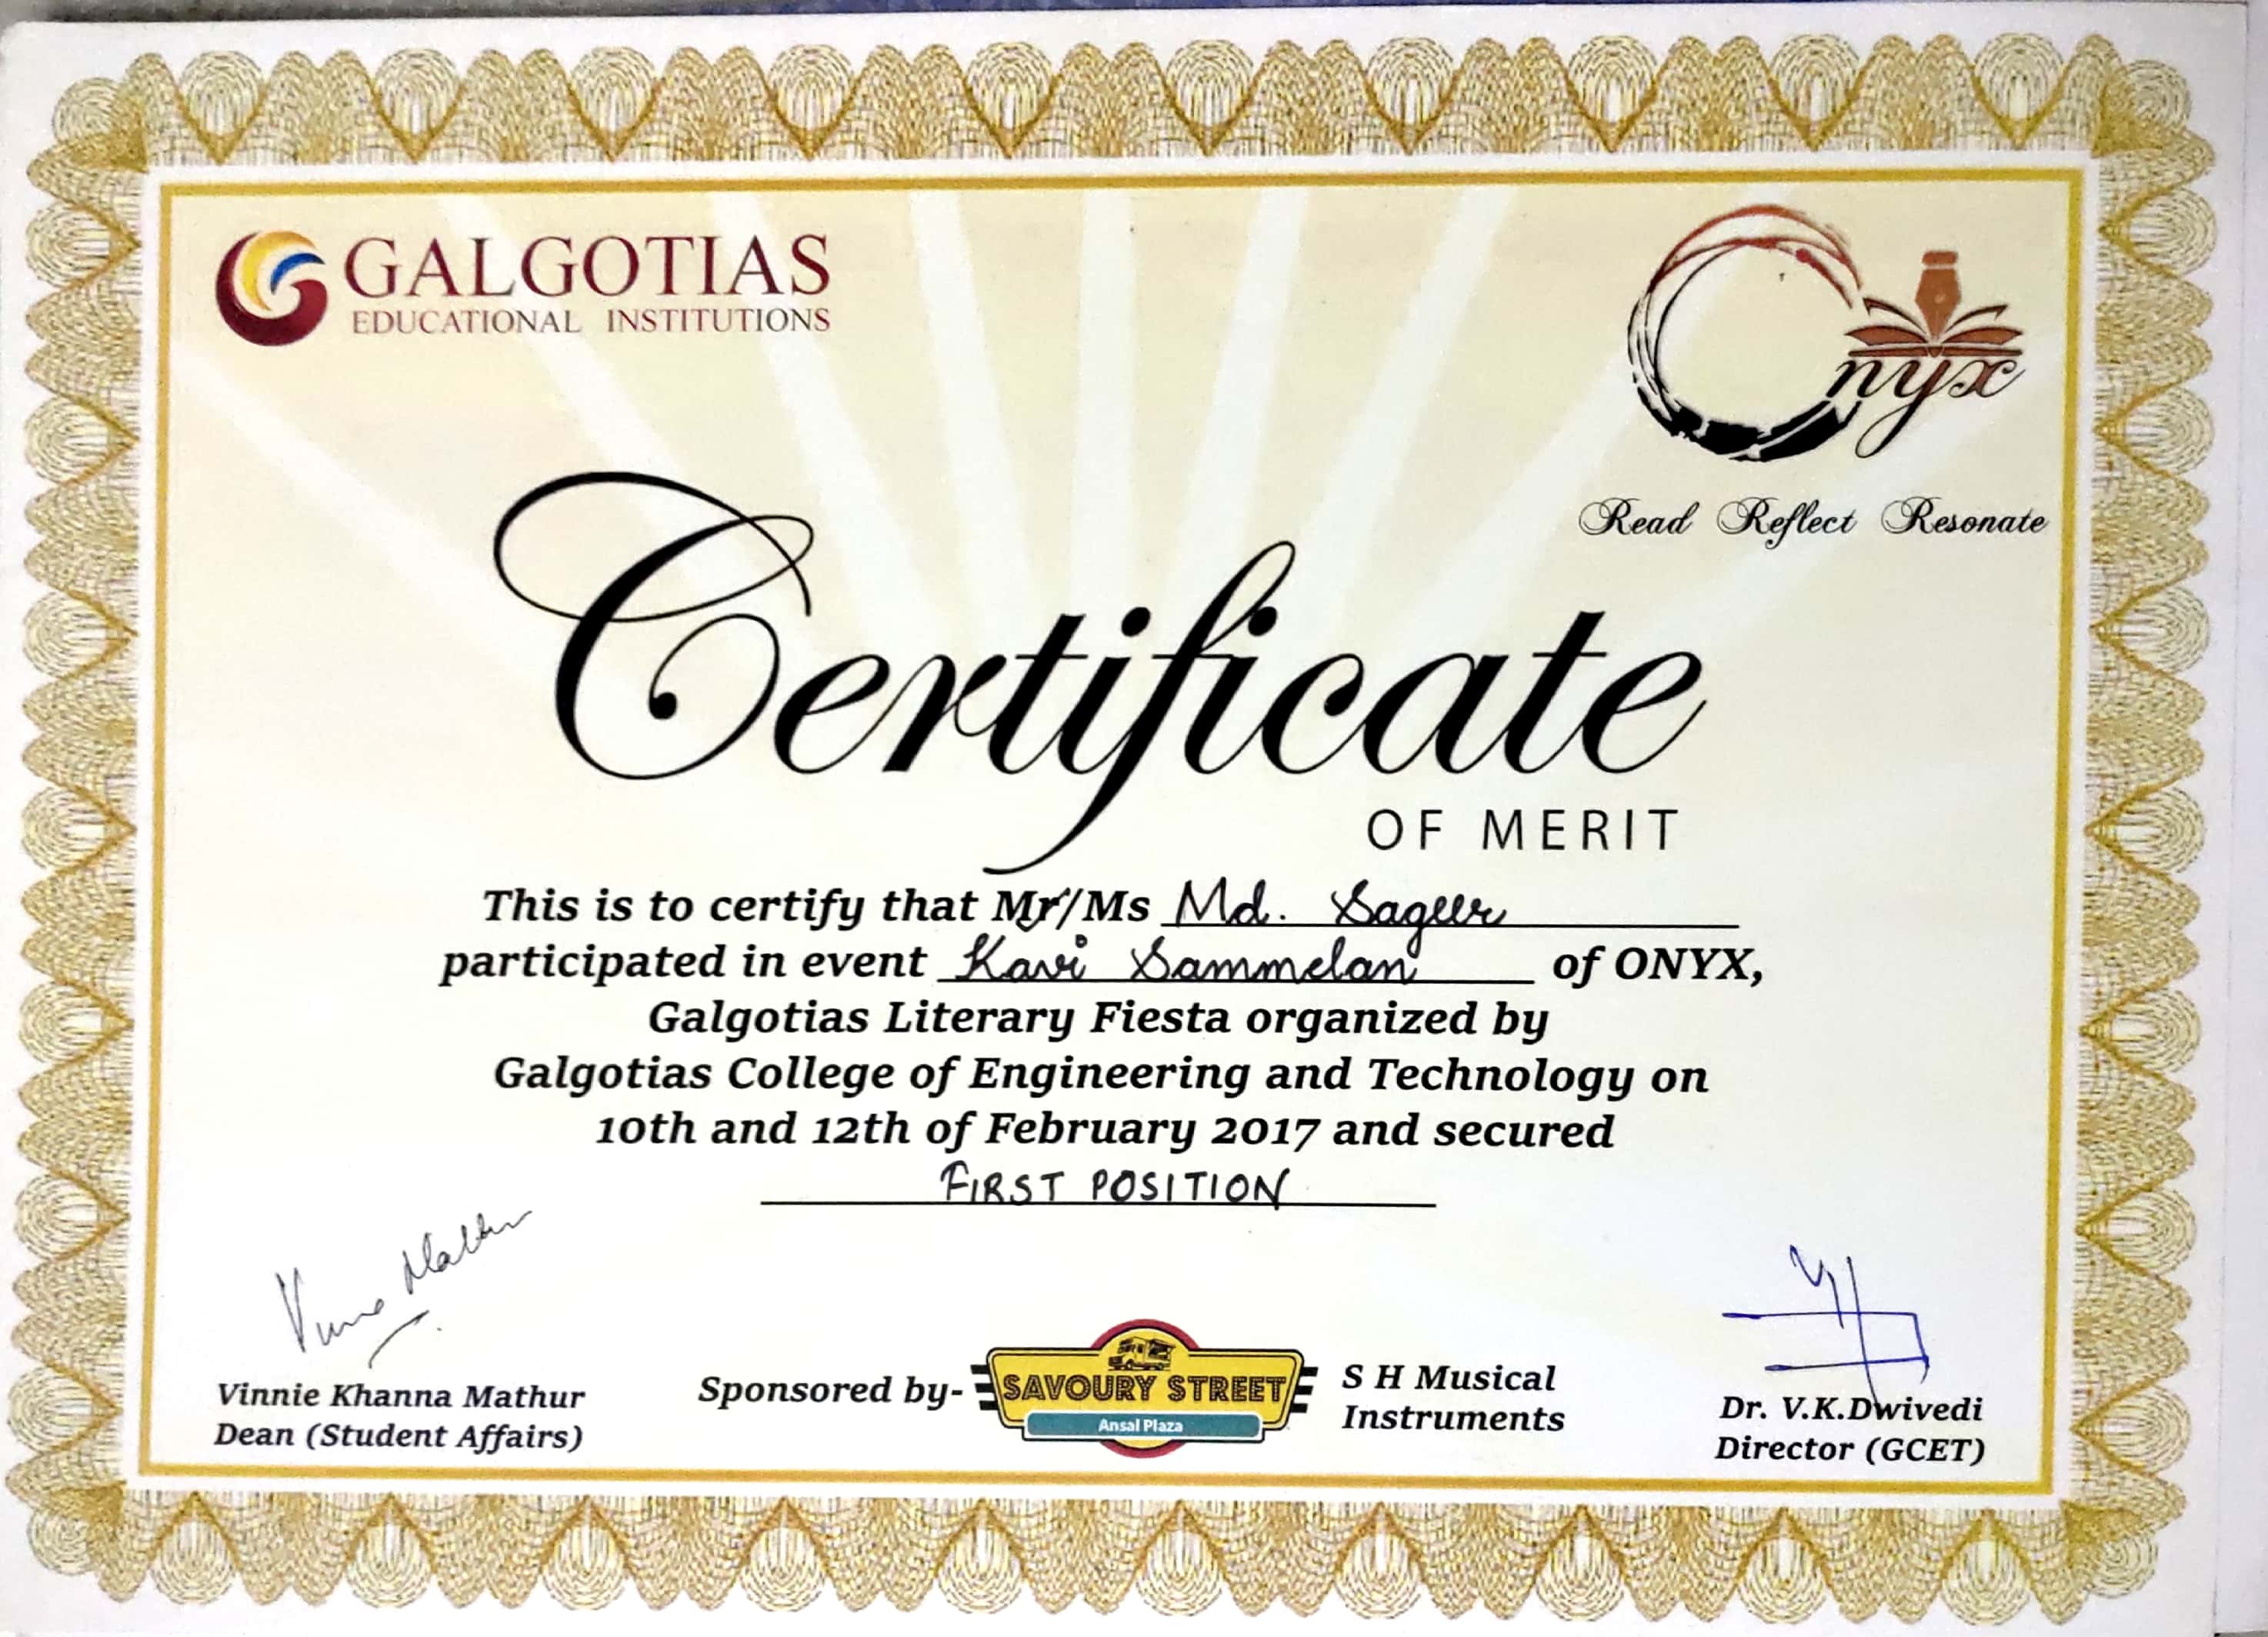 GALGOTIAS
EDUCATIONAL INSTITUTIONS
Onyx
Read Reflect Resonate
Certificate
OF MERIT
This is to certify that Mr/Ms Md. Sageer
participated in event Kavi Sammelan of ONYX,
Galgotias Literary Fiesta organized by
Galgotias College of Engineering and Technology on
10th and 12th of February 2017 and secured
FIRST POSITION
Vinnie Mathur
Vinnie Khanna Mathur
Dean (Student Affairs)
Sponsored by-
SAVOURY STREET
Ansal Plaza
S H Musical
Instruments
Dr. V.K.Dwivedi
Director (GCET)